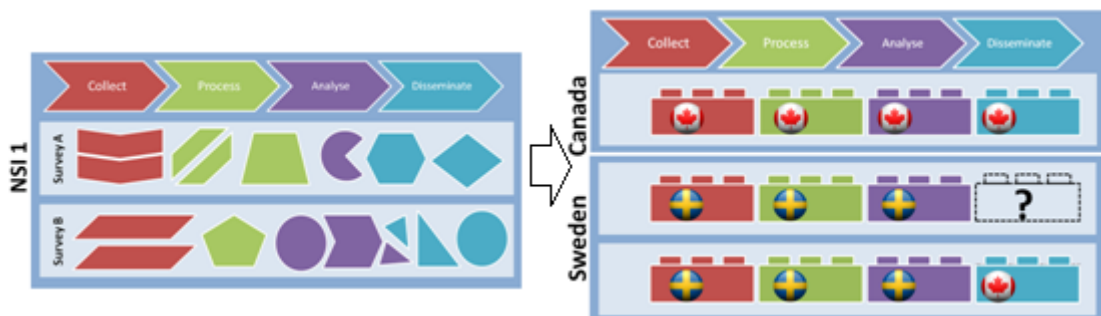 Collect
Process
Analyse
Disseminate
NSI 1
Survey A
Survey B
Collect
Process
Analyse
Disseminate
Canada
Sweden
?